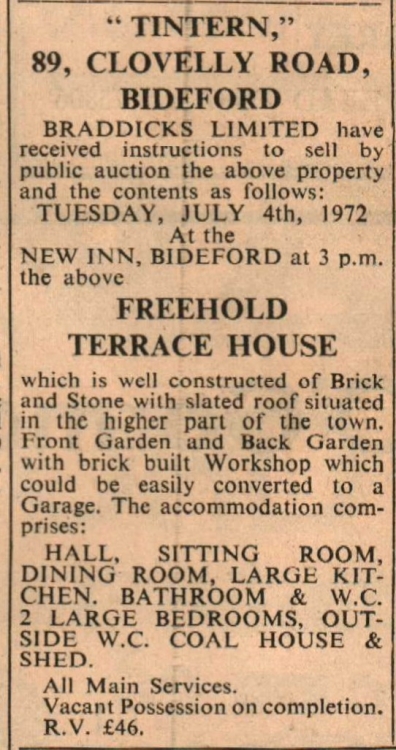 “ TINTERN,”
89, CLOVELLY ROAD,
BIDEFORD
BRADDICKS LIMITED have
received instructions to sell by
public auction the above property
and the contents as follows:
TUESDAY, JULY 4th, 1972
At the
NEW INN, BIDEFORD at 3 p.m.
the above
FREEHOLD
TERRACE HOUSE
which is well constructed of Brick
and Stone with slated roof situated
in the higher part of the town.
Front Garden and Back Garden
with brick built Workshop which
could be easily converted to a
Garage. The accommodation com-
prises:
HALL, SITTING ROOM,
DINING ROOM, LARGE KIT-
CHEN. BATHROOM & W.C.
2 LARGE BEDROOMS, OUT-
SIDE W.C. COAL HOUSE &
SHED.
All Main Services.
Vacant Possession on completion.
R.V. £46.